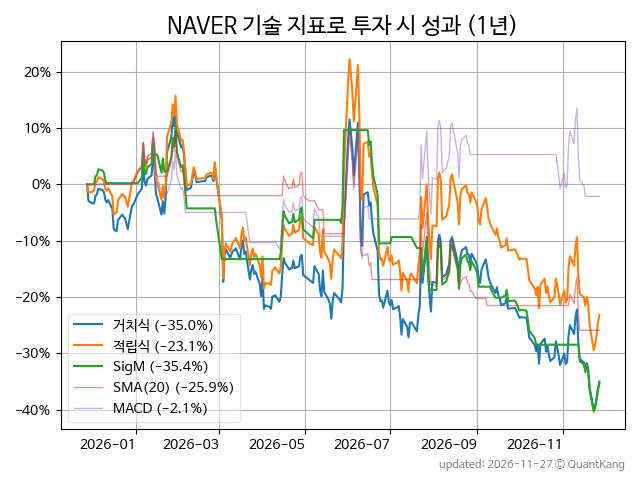 NAVER 기술 지표로 투자 시 성과 (1년)
20%
10%
0%
−10%
−20%
−30%
−40%
거치식 (−35.0%)
적립식 (−23.1%)
SigM (−35.4%)
SMA(20) (−25.9%)
MACD (−2.1%)
2026-01
2026-03
2026-05
2026-07
2026-09
2026-11
updated: 2026-11-27 © QuantKang